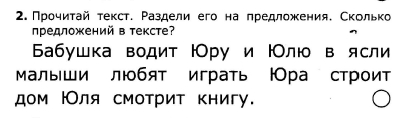 2. Прочитай текст. Раздели его на предложения. Сколько
предложений в тексте?
Бабушка водит Юру и Юлю в ясли
малыши любят играть Юра строит
дом Юля смотрит книгу.